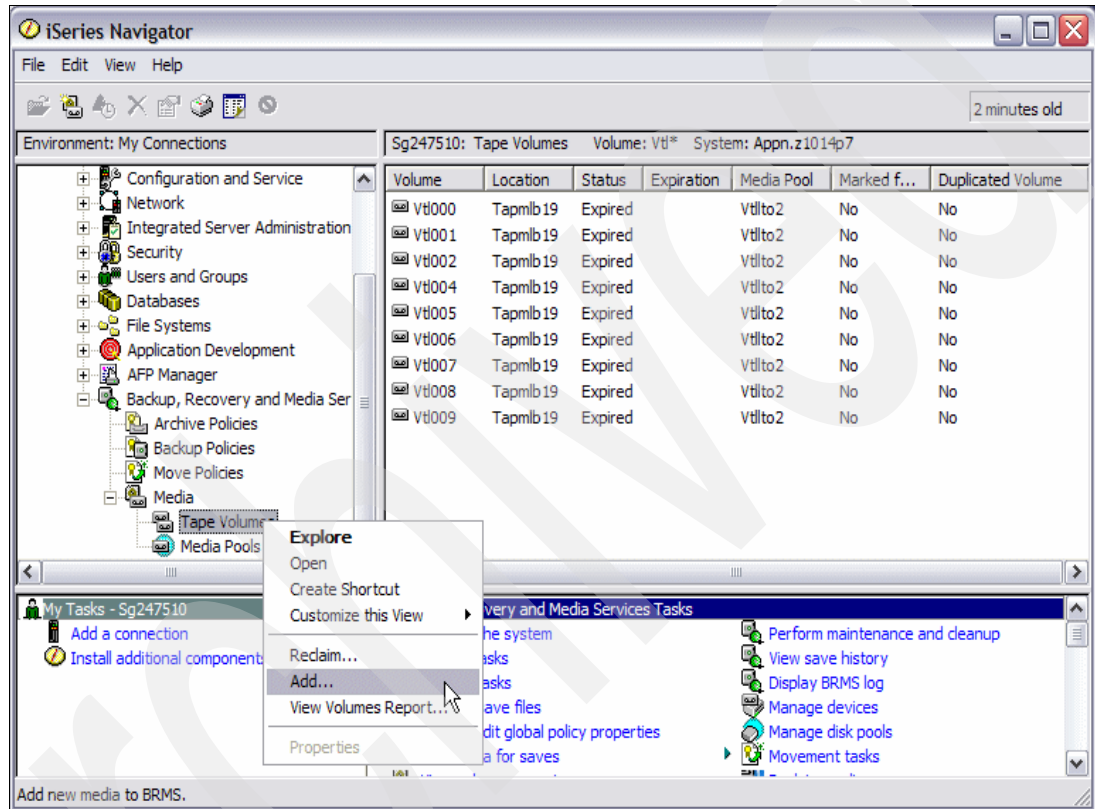 iSeries Navigator
File Edit View Help
2 minutes old
Environment: My Connections
Sg247510: Tape Volumes Volume: Vtl* System: Appn.z1014p7
Configuration and Service
Network
Integrated Server Administration
Security
Users and Groups
Databases
File Systems
Application Development
AFP Manager
Backup, Recovery and Media Ser
Archive Policies
Backup Policies
Move Policies
Media
Tape Volumes
Media Pools
Volume Location Status Expiration Media Pool Marked f... Duplicated Volume
Vtl000 Tapmlb19 Expired Vtllto2 No No
Vtl001 Tapmlb19 Expired Vtllto2 No No
Vtl002 Tapmlb19 Expired Vtllto2 No No
Vtl004 Tapmlb19 Expired Vtllto2 No No
Vtl005 Tapmlb19 Expired Vtllto2 No No
Vtl006 Tapmlb19 Expired Vtllto2 No No
Vtl007 Tapmlb19 Expired Vtllto2 No No
Vtl008 Tapmlb19 Expired Vtllto2 No No
Vtl009 Tapmlb19 Expired Vtllto2 No No
Explore
Open
Create Shortcut
Customize this View
Reclaim...
Add...
View Volumes Report...
Properties
My Tasks - Sg247510
Add a connection
Install additional components
very and Media Services Tasks
he system
asks
asks
ave files
dit global policy properties
a for saves
Perform maintenance and cleanup
View save history
Display BRMS log
Manage devices
Manage disk pools
Movement tasks
Add new media to BRMS.